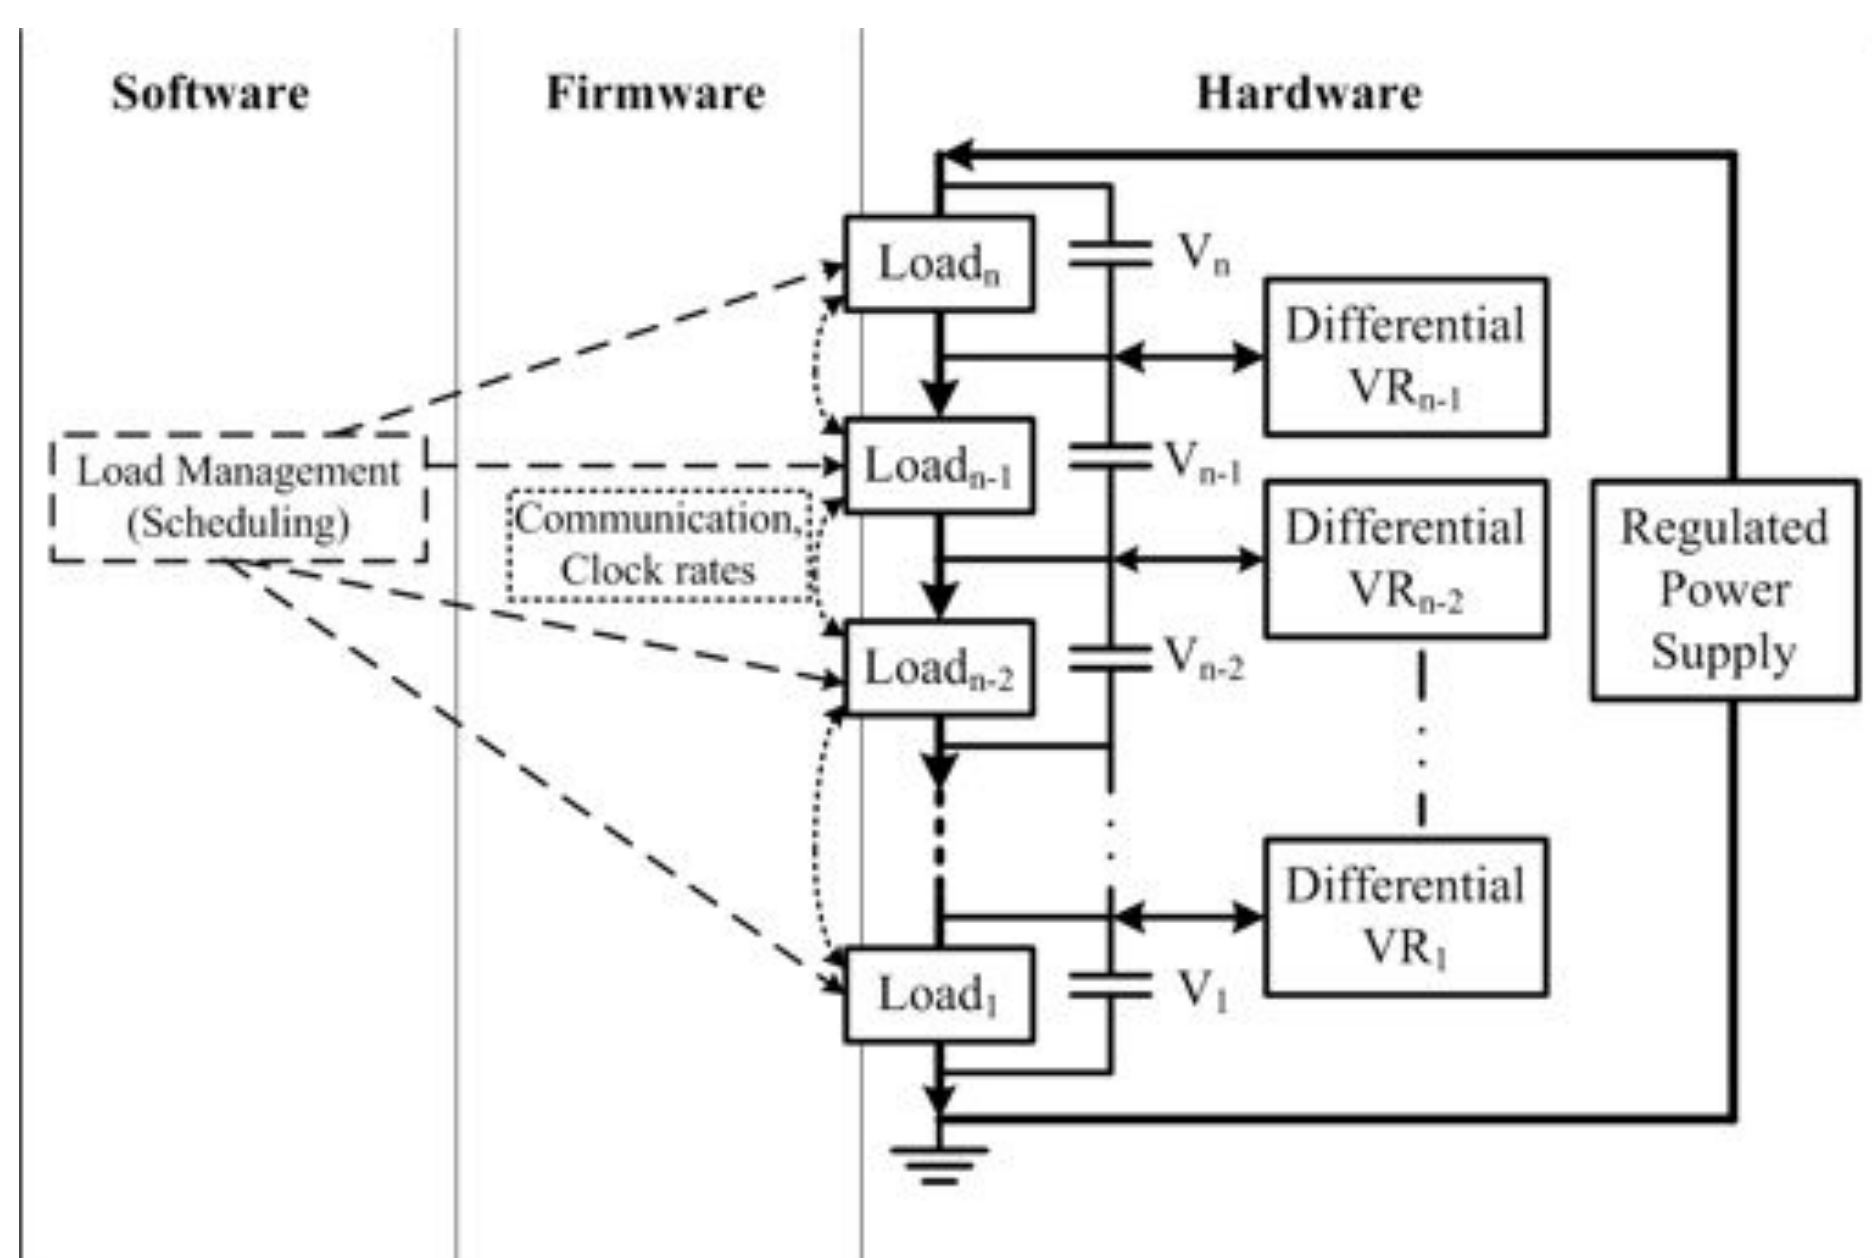 Software
Firmware
Hardware
Load Management
(Scheduling)
Communication,
Clock rates
Loadₙ
Loadₙ₋₁
Loadₙ₋₂
Load₁
Vₙ
Vₙ₋₁
Vₙ₋₂
V₁
Differential
VRₙ₋₁
Differential
VRₙ₋₂
Differential
VR₁
Regulated
Power
Supply